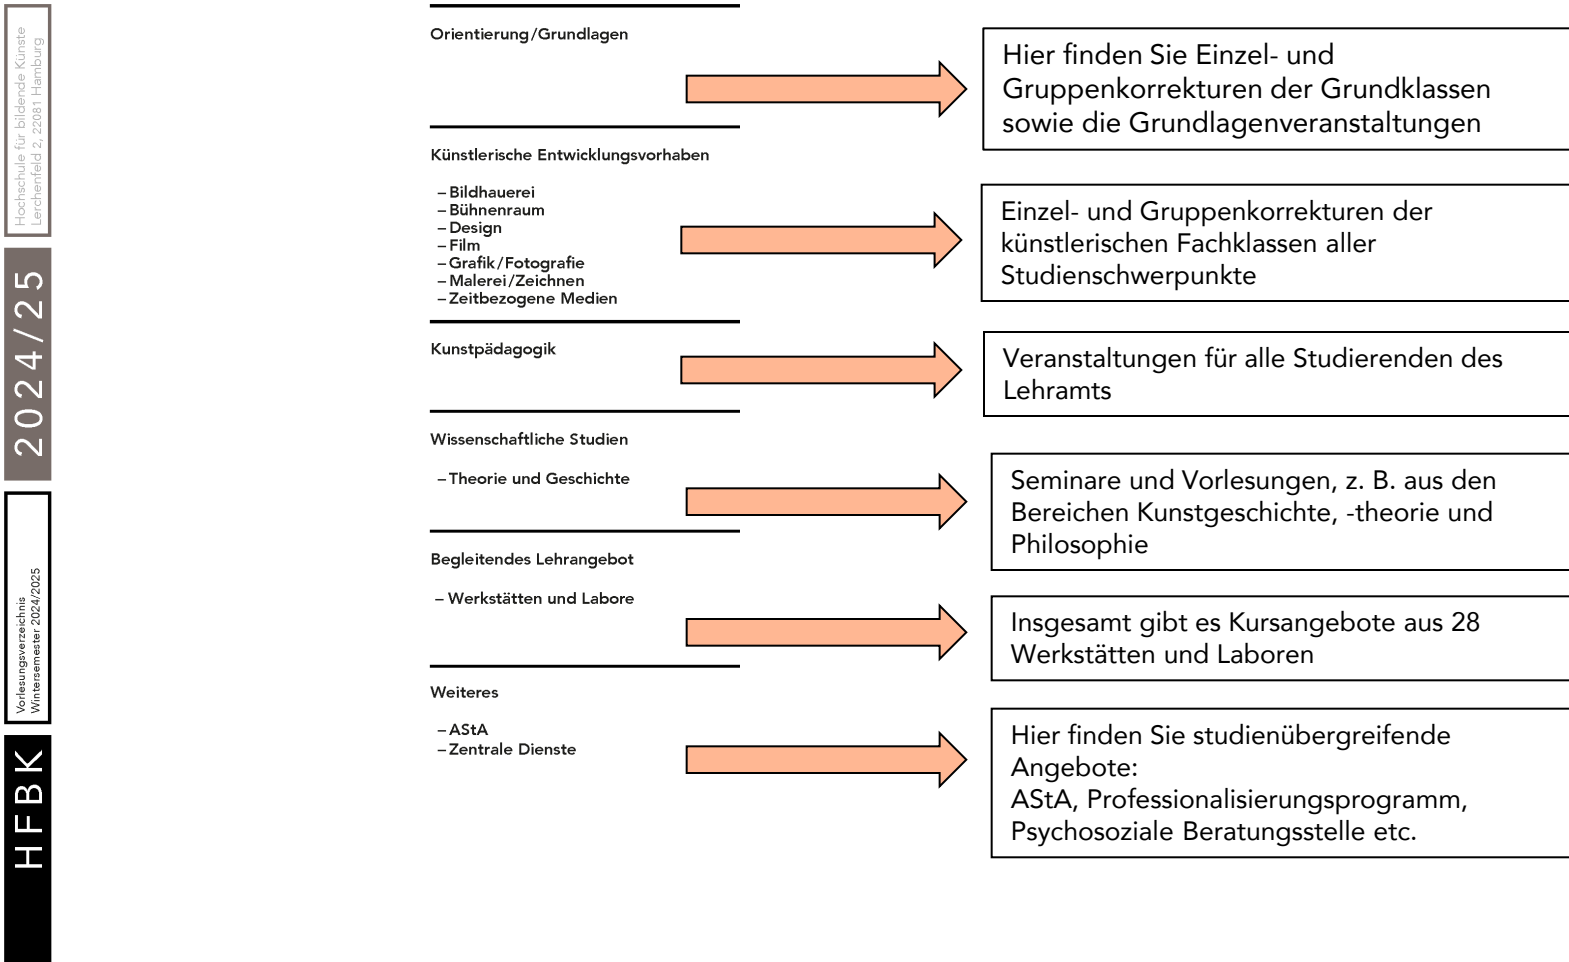 Hochschule für bildende Künste
Lerchenfeld 2, 22081 Hamburg
2024/25
Vorlesungsverzeichnis
Wintersemester 2024/2025
HFBK
Orientierung/Grundlagen
Hier finden Sie Einzel- und
Gruppenkorrekturen der Grundklassen
sowie die Grundlagenveranstaltungen
Künstlerische Entwicklungsvorhaben
– Bildhauerei
– Bühnenraum
– Design
– Film
– Grafik/Fotografie
– Malerei/Zeichnen
– Zeitbezogene Medien
Einzel- und Gruppenkorrekturen der
künstlerischen Fachklassen aller
Studienschwerpunkte
Kunstpädagogik
Veranstaltungen für alle Studierenden des
Lehramts
Wissenschaftliche Studien
– Theorie und Geschichte
Seminare und Vorlesungen, z. B. aus den
Bereichen Kunstgeschichte, -theorie und
Philosophie
Begleitendes Lehrangebot
– Werkstätten und Labore
Insgesamt gibt es Kursangebote aus 28
Werkstätten und Laboren
Weiteres
– AStA
– Zentrale Dienste
Hier finden Sie studienübergreifende
Angebote:
AStA, Professionalisierungsprogramm,
Psychosoziale Beratungsstelle etc.